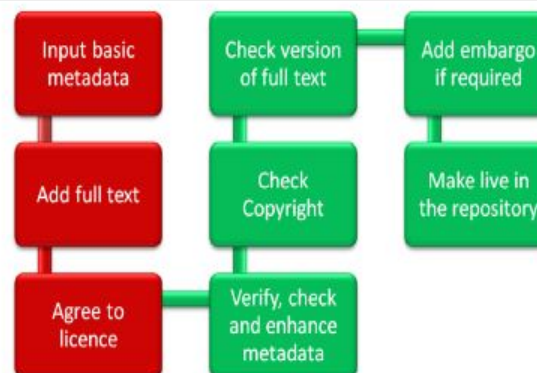 Input basic
metadata
Add full text
Agree to
licence
Verify, check
and enhance
metadata
Check
Copyright
Check version
of full text
Add embargo
if required
Make live in
the repository